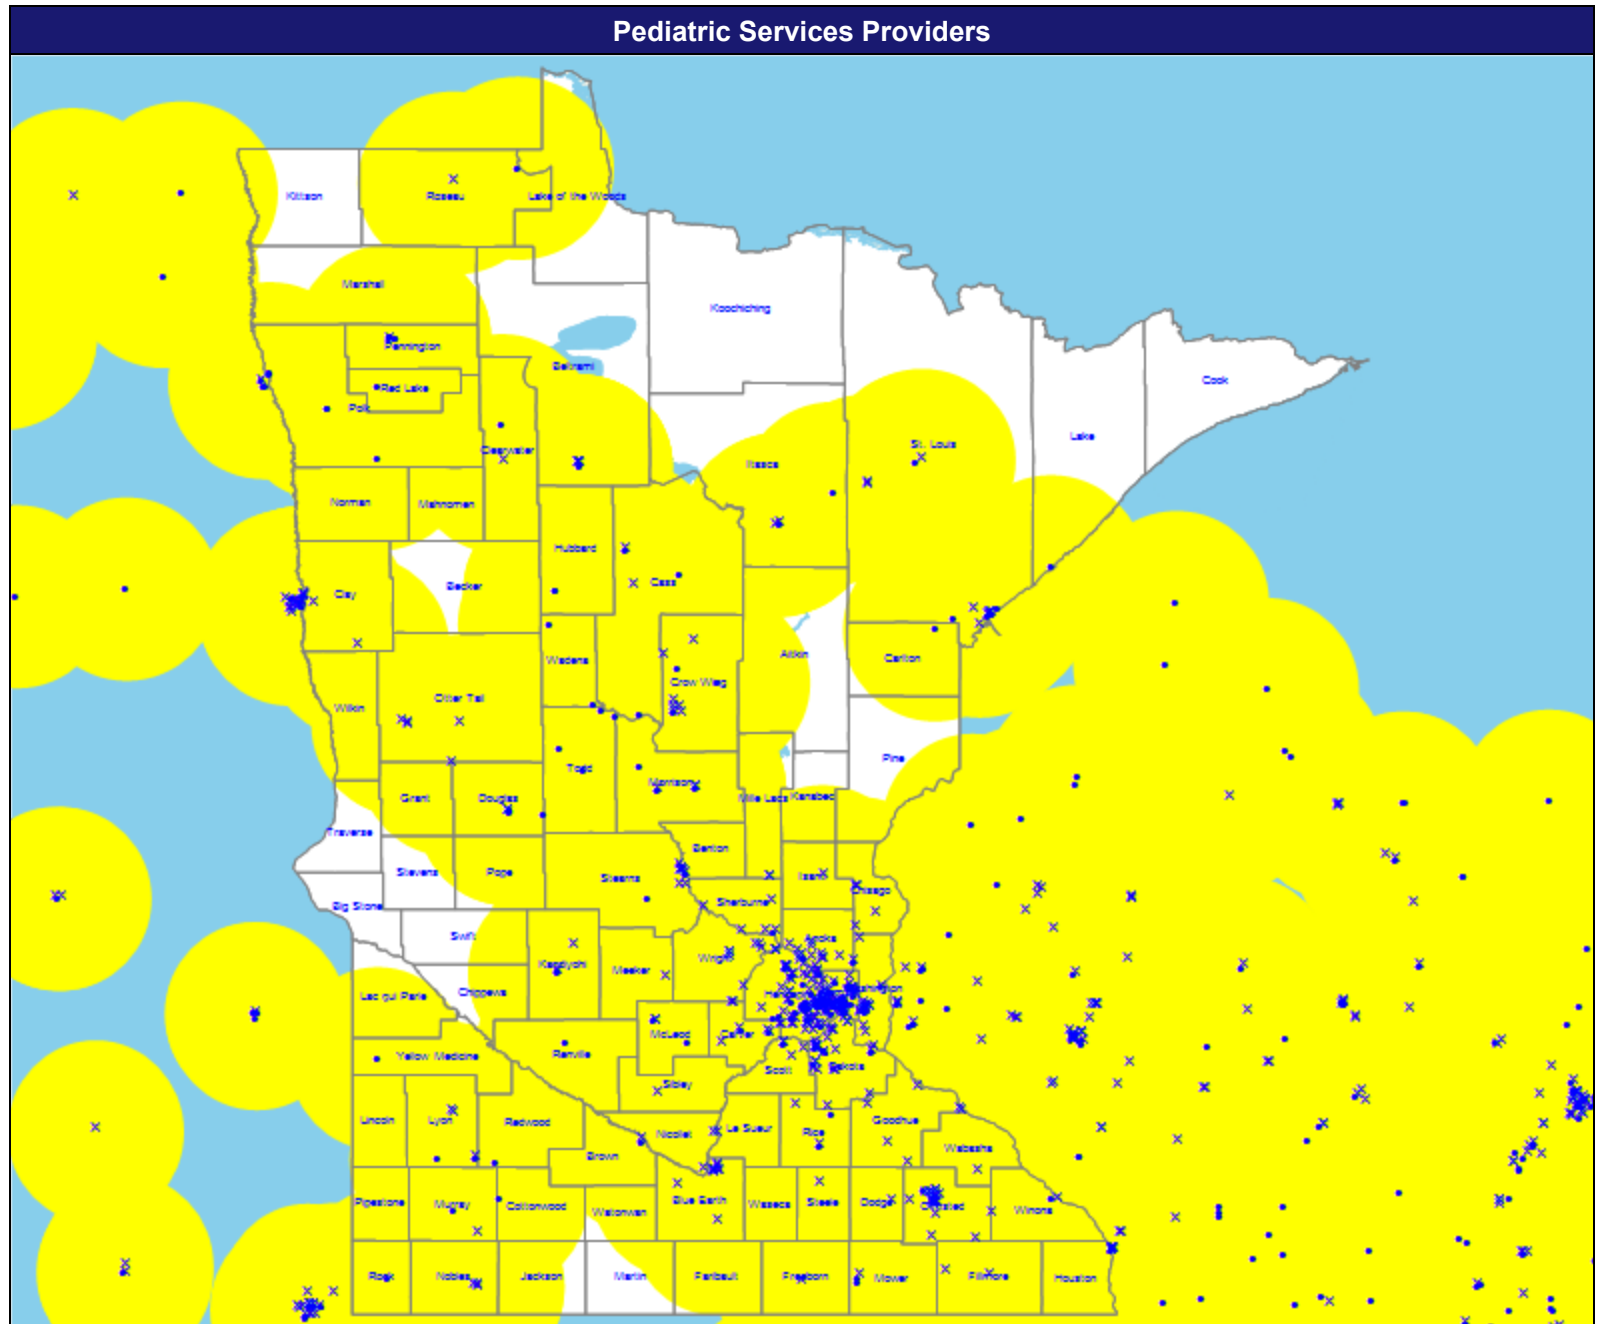 Pediatric Services Providers
Kittson
Roseau
Lake of the Woods
Marshall
Koochiching
Pennington
Beltrami
Cook
Red Lake
Polk
Lake
St. Louis
Clearwater
Itasca
Norman
Mahnomen
Hubbard
Becker
Cass
Clay
Wadena
Aitkin
Carlton
Crow Wing
Otter Tail
Wilkin
Pine
Todd
Morrison
Grant
Douglas
Mille Lacs
Kanabec
Traverse
Benton
Stevens
Pope
Stearns
Isanti
Chisago
Big Stone
Sherburne
Swift
Anoka
Kandiyohi
Meeker
Wright
Chippewa
Lac qui Parle
McLeod
Carver
Renville
Yellow Medicine
Scott
Dakota
Sibley
Lincoln
Lyon
Redwood
Nicollet
Le Sueur
Rice
Goodhue
Wabasha
Brown
Pipestone
Murray
Cottonwood
Watonwan
Blue Earth
Waseca
Steele
Dodge
Olmsted
Winona
Rock
Nobles
Jackson
Martin
Faribault
Freeborn
Mower
Fillmore
Houston